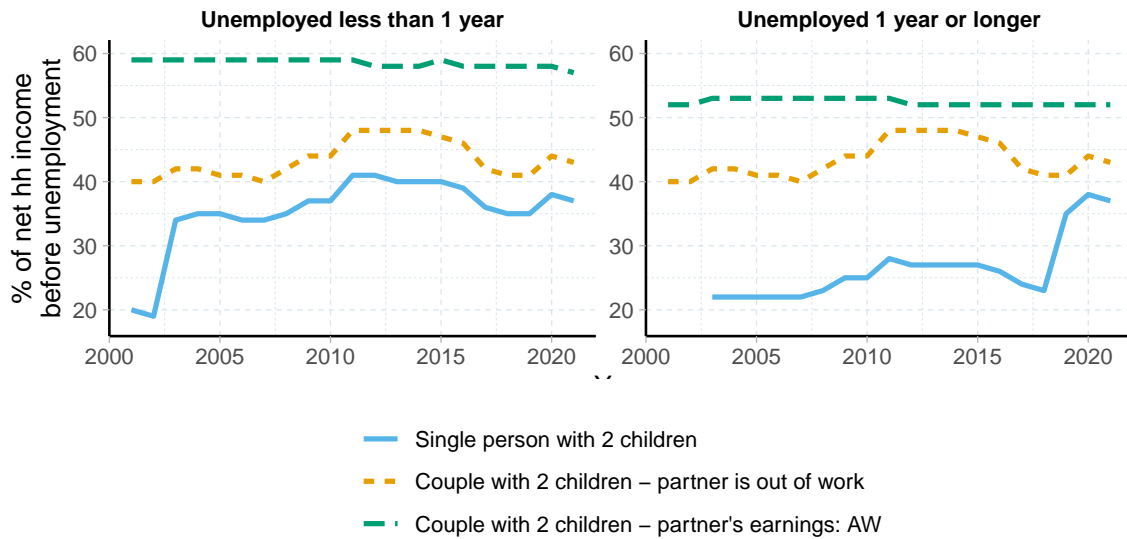 Unemployed less than 1 year
Unemployed 1 year or longer
% of net hh income
before unemployment
60
50
40
30
20
2000
2005
2010
2015
2020
60
50
40
30
20
2000
2005
2010
2015
2020
Single person with 2 children
Couple with 2 children – partner is out of work
Couple with 2 children – partner's earnings: AW